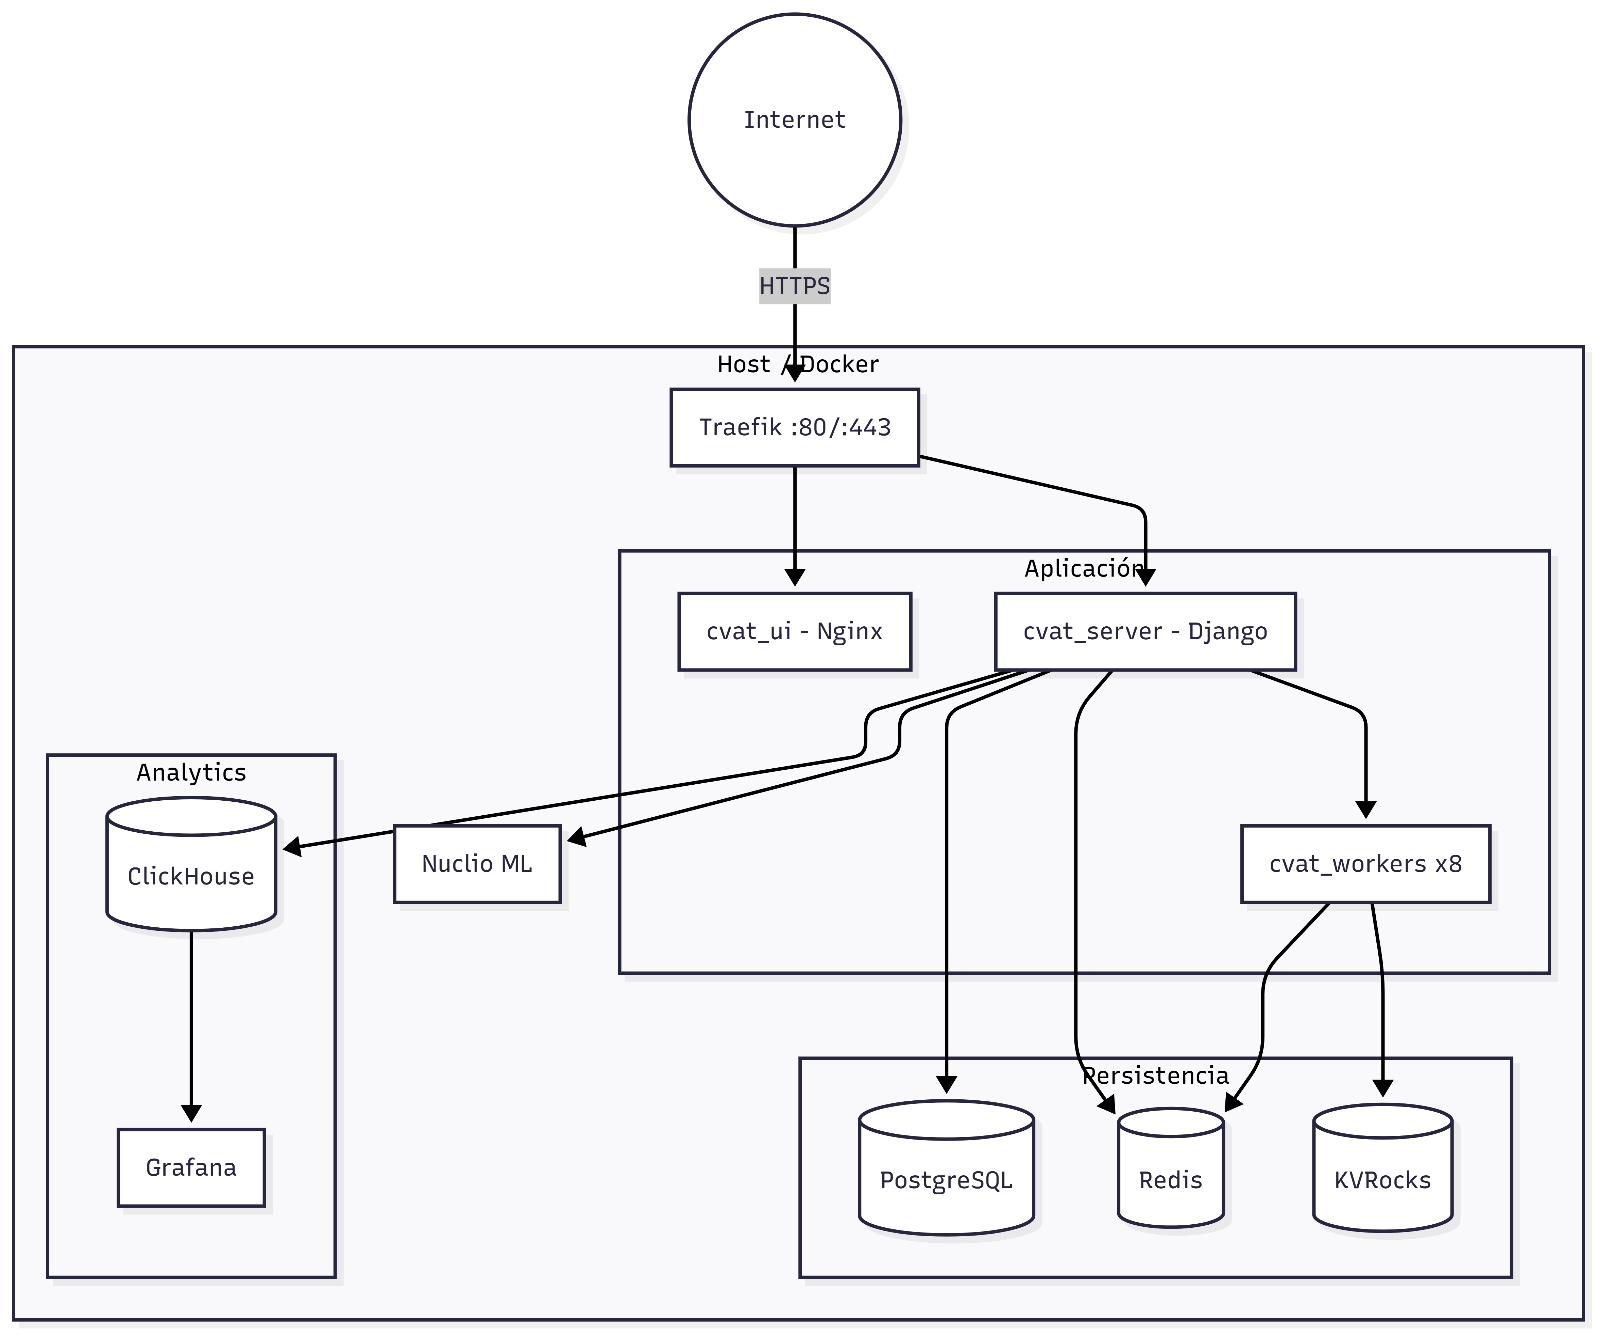 Internet
HTTPS
Host / Docker
Traefik :80/:443
Aplicación
cvat_ui - Nginx
cvat_server - Django
Analytics
ClickHouse
Nuclio ML
cvat_workers x8
Persistencia
Grafana
PostgreSQL
Redis
KVRocks